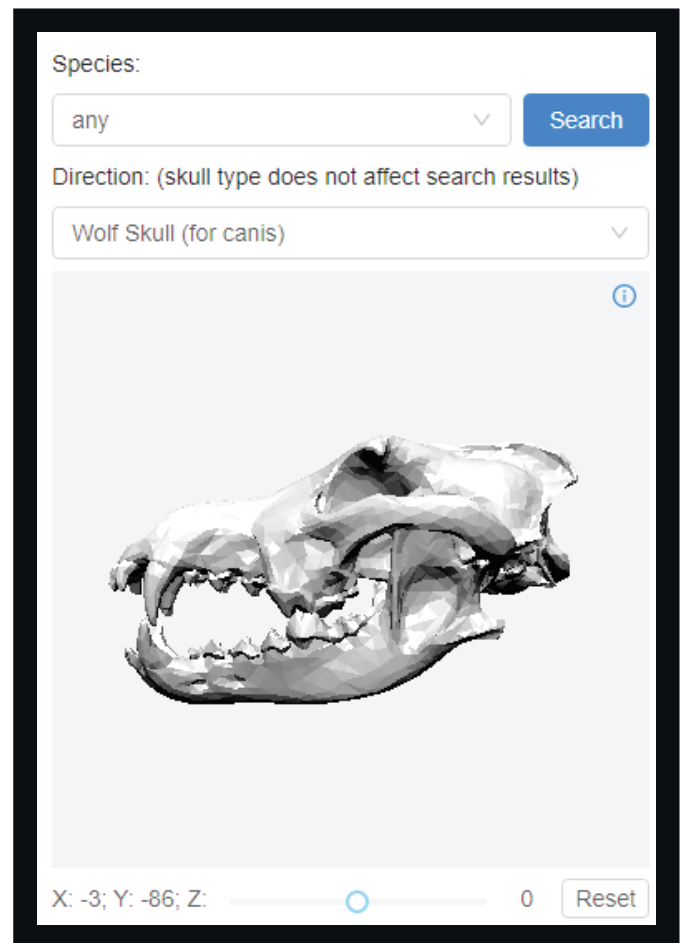 Species:
any Search
Direction: (skull type does not affect search results)
Wolf Skull (for canis)
X: -3; Y: -86; Z: 0 Reset